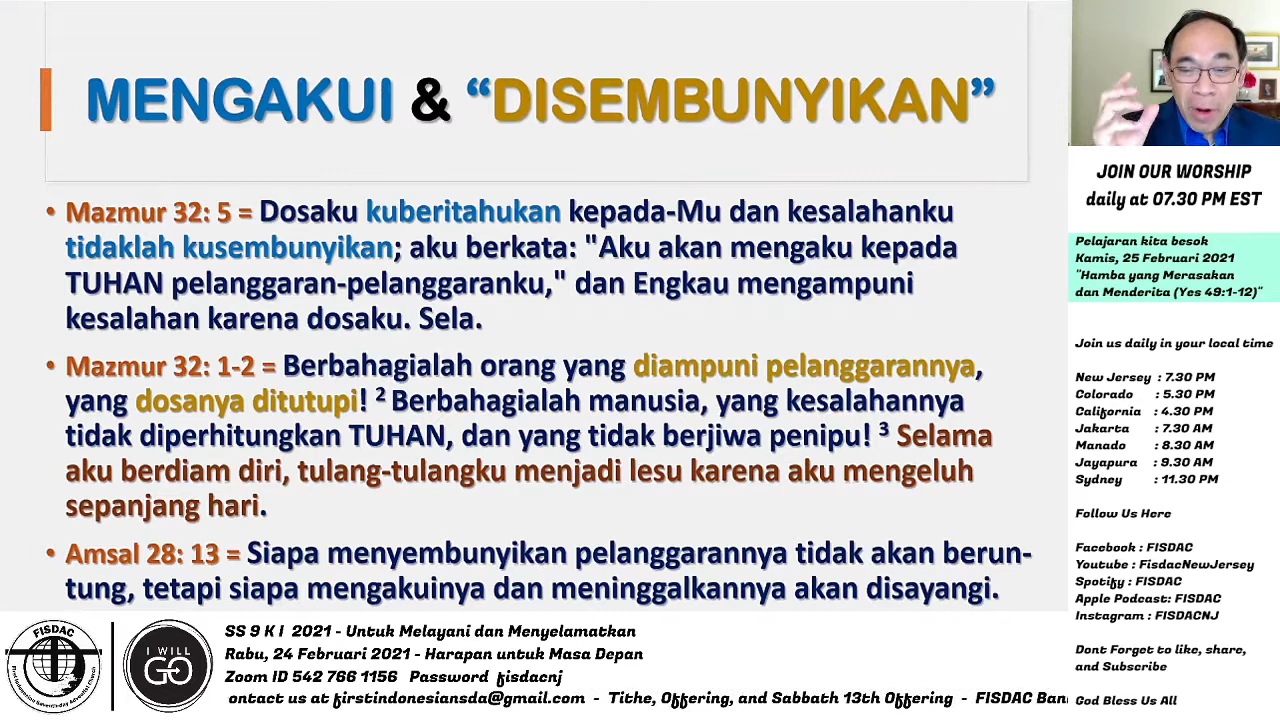 MENGAKUI & “DISEMBUNYIKAN”
• Mazmur 32: 5 = Dosaku kuberitahukan kepada-Mu dan kesalahanku
tidaklah kusembunyikan; aku berkata: "Aku akan mengaku kepada
TUHAN pelanggaran-pelanggaranku," dan Engkau mengampuni
kesalahan karena dosaku. Sela.
• Mazmur 32: 1-2 = Berbahagialah orang yang diampuni pelanggarannya,
yang dosanya ditutupi! ² Berbahagialah manusia, yang kesalahannya
tidak diperhitungkan TUHAN, dan yang tidak berjiwa penipu! ³ Selama
aku berdiam diri, tulang-tulangku menjadi lesu karena aku mengeluh
sepanjang hari.
• Amsal 28: 13 = Siapa menyembunyikan pelanggarannya tidak akan berun-
tung, tetapi siapa mengakuinya dan meninggalkannya akan disayangi.
JOIN OUR WORSHIP
daily at 07.30 PM EST
Pelajaran kita besok
Kamis, 25 Februari 2021
"Hamba yang Merasakan
dan Menderita (Yes 49:1-12)"
Join us daily in your local time
New Jersey : 7.30 PM
Colorado : 5.30 PM
California : 4.30 PM
Jakarta : 7.30 AM
Manado : 8.30 AM
Jayapura : 9.30 AM
Sydney : 11.30 PM
Follow Us Here
Facebook : FISDAC
Youtube : FisdacNewJersey
Spotify : FISDAC
Apple Podcast: FISDAC
Instagram : FISDACNJ
Dont Forget to like, share,
and Subscribe
God Bless Us All
FISDAC
I WILL
GO
SS 9 K I 2021 - Untuk Melayani dan Menyelamatkan
Rabu, 24 Februari 2021 - Harapan untuk Masa Depan
Zoom ID 542 766 1156 Password fisdacnj
ontact us at firstindonesiansda@gmail.com - Tithe, Offering, and Sabbath 13th Offering - FISDAC Ban